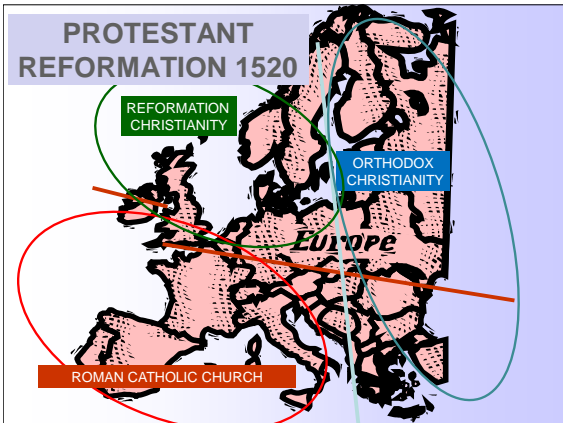 PROTESTANT
REFORMATION 1520
REFORMATION
CHRISTIANITY
ORTHODOX
CHRISTIANITY
Europe
ROMAN CATHOLIC CHURCH